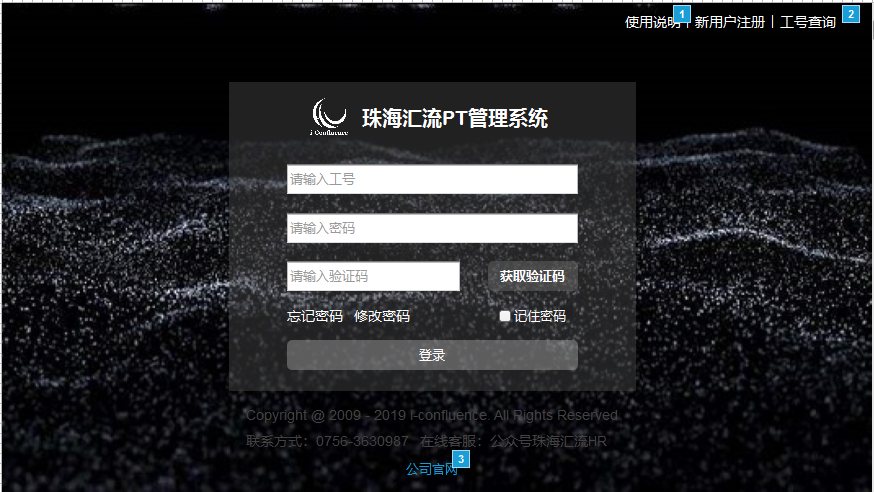 使用说明 | 新用户注册 | 工号查询
1
2
i Confluence
珠海汇流PT管理系统
请输入工号
请输入密码
请输入验证码 获取验证码
忘记密码 修改密码 记住密码
登录
Copyright @ 2009 - 2019 I-confluence. All Rights Reserved
联系方式：0756-3630987 在线客服：公众号珠海汇流HR
公司官网
3